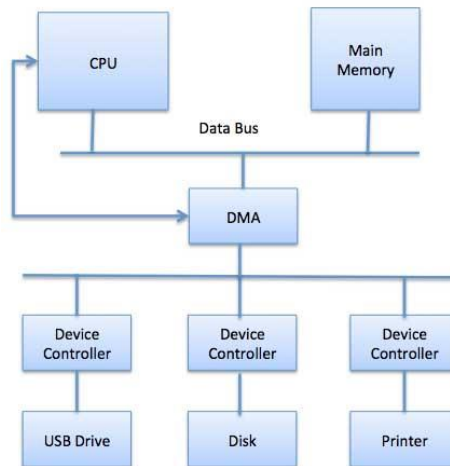 CPU
Main
Memory
Data Bus
DMA
Device
Controller
Device
Controller
Device
Controller
USB Drive
Disk
Printer